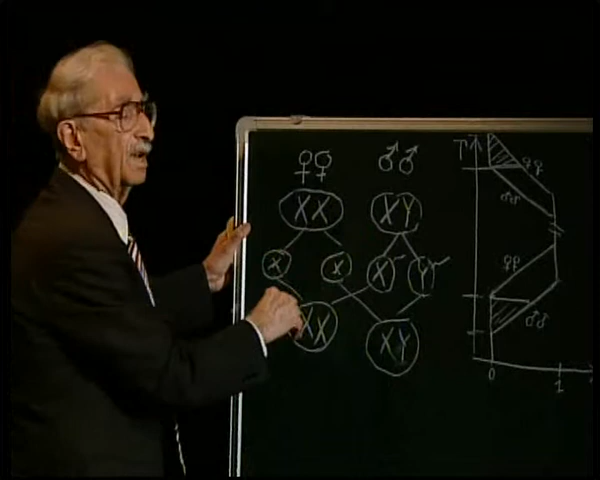 ♀♀ ♂♂
XX XY
X X X Y
XX XY
T ♀♀
♂♂
♀♀
♂♂
0 1